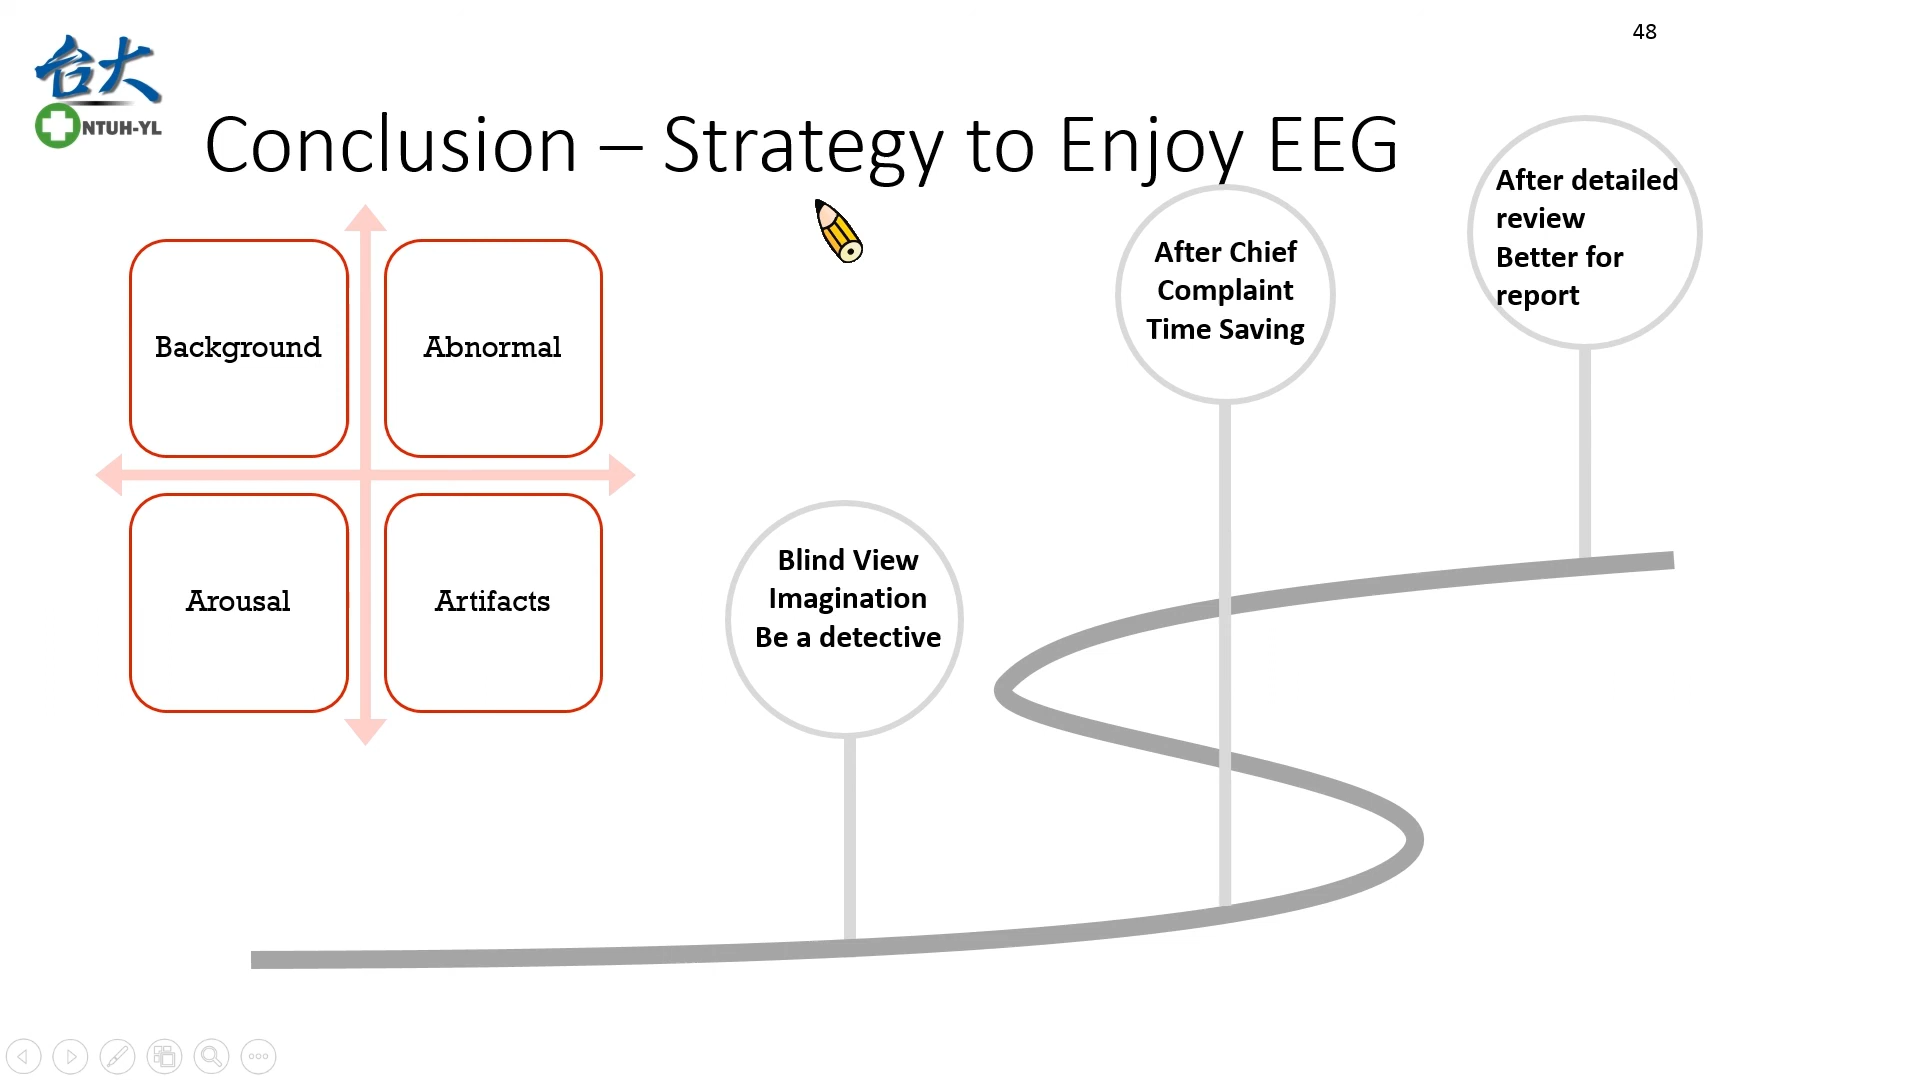 48
台大
NTUH-YL
Conclusion – Strategy to Enjoy EEG
Background
Abnormal
Arousal
Artifacts
Blind View
Imagination
Be a detective
After Chief
Complaint
Time Saving
After detailed
review
Better for
report